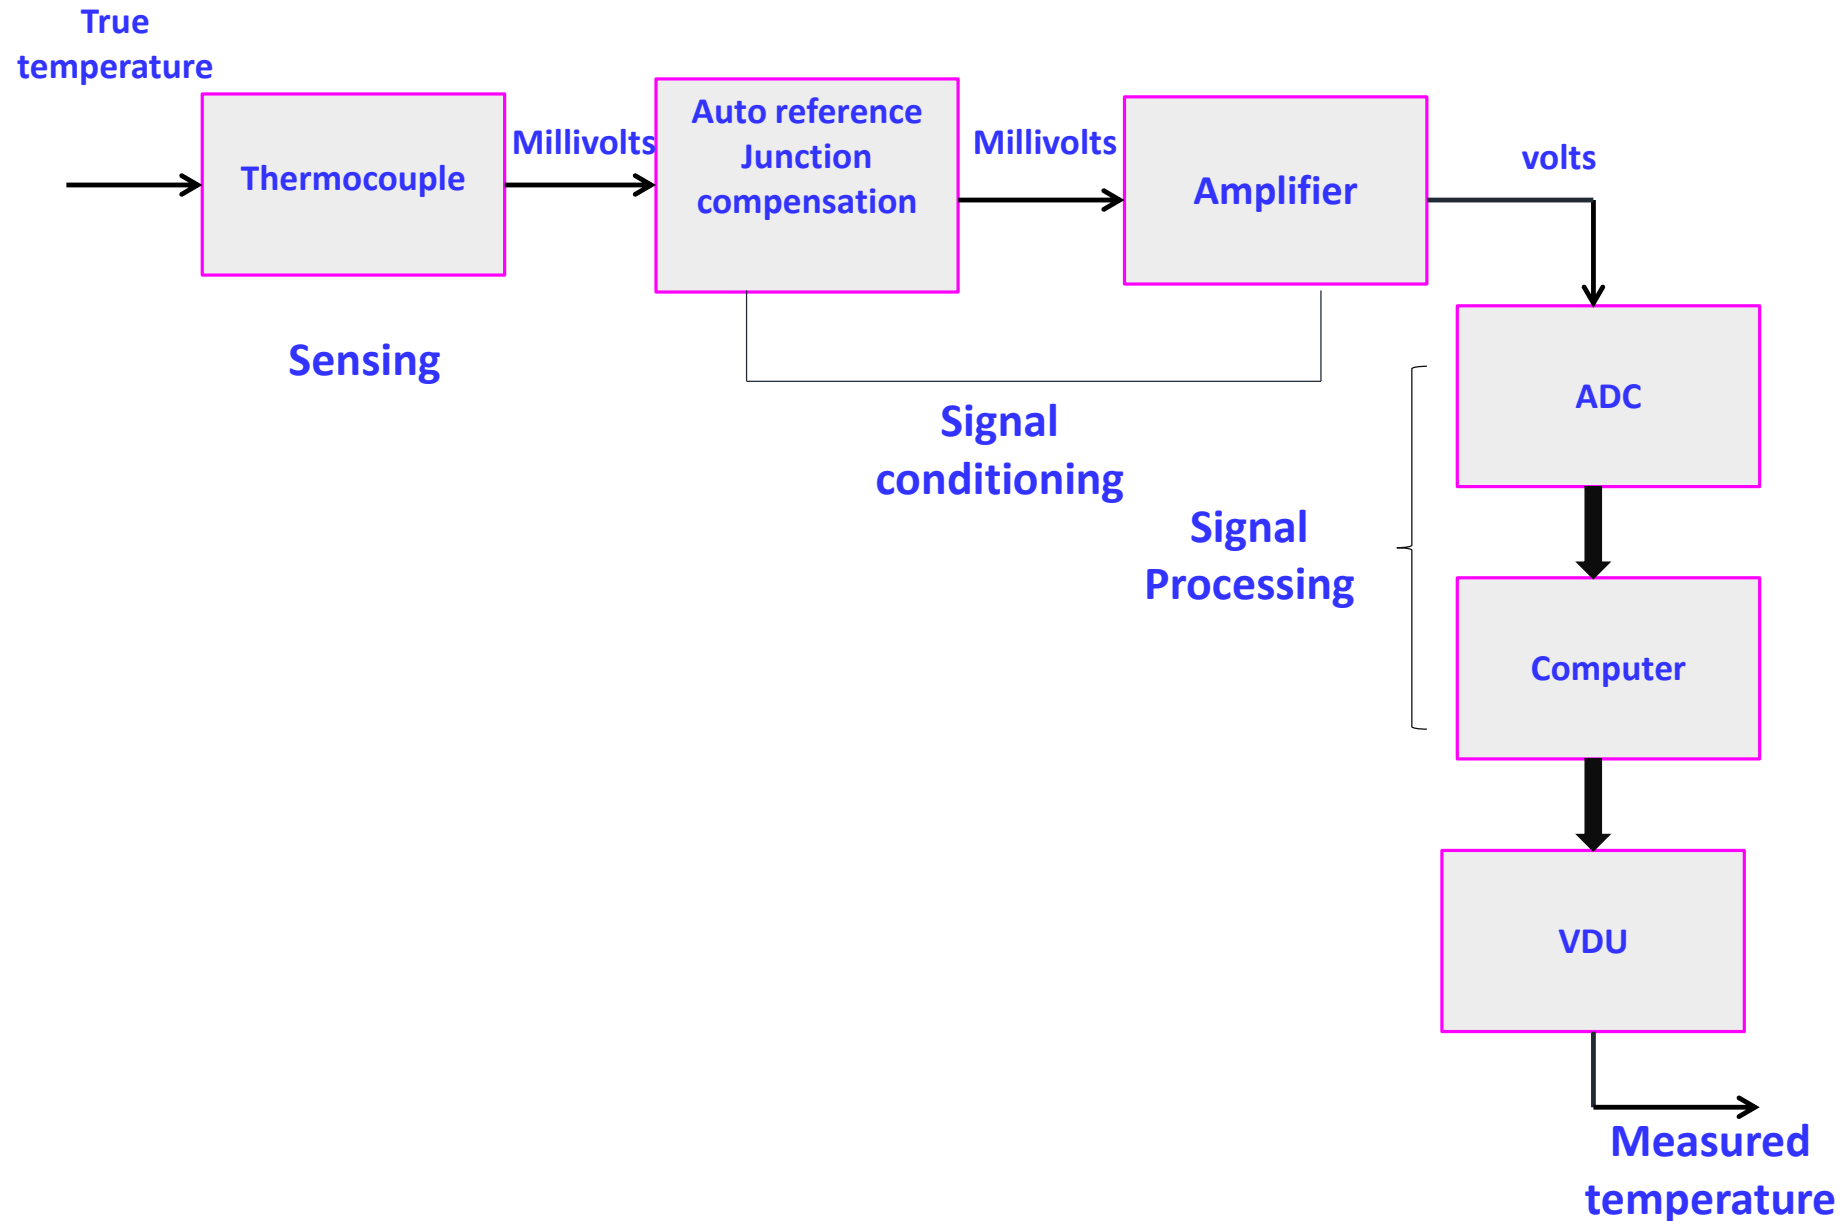 True
temperature
Thermocouple
Millivolts
Auto reference
Junction
compensation
Millivolts
Amplifier
volts
Sensing
Signal
conditioning
ADC
Signal
Processing
Computer
VDU
Measured
temperature